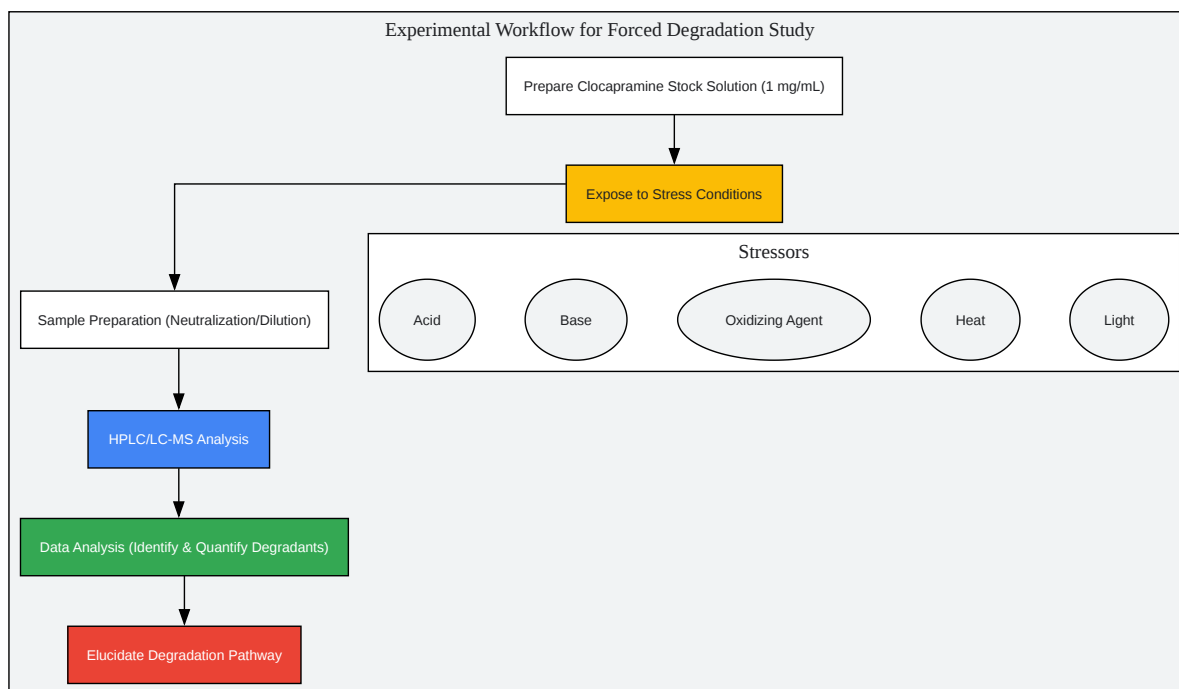 Experimental Workflow for Forced Degradation Study
Prepare Clocapramine Stock Solution (1 mg/mL)
Expose to Stress Conditions
Stressors
Acid
Base
Oxidizing Agent
Heat
Light
Sample Preparation (Neutralization/Dilution)
HPLC/LC-MS Analysis
Data Analysis (Identify & Quantify Degradants)
Elucidate Degradation Pathway